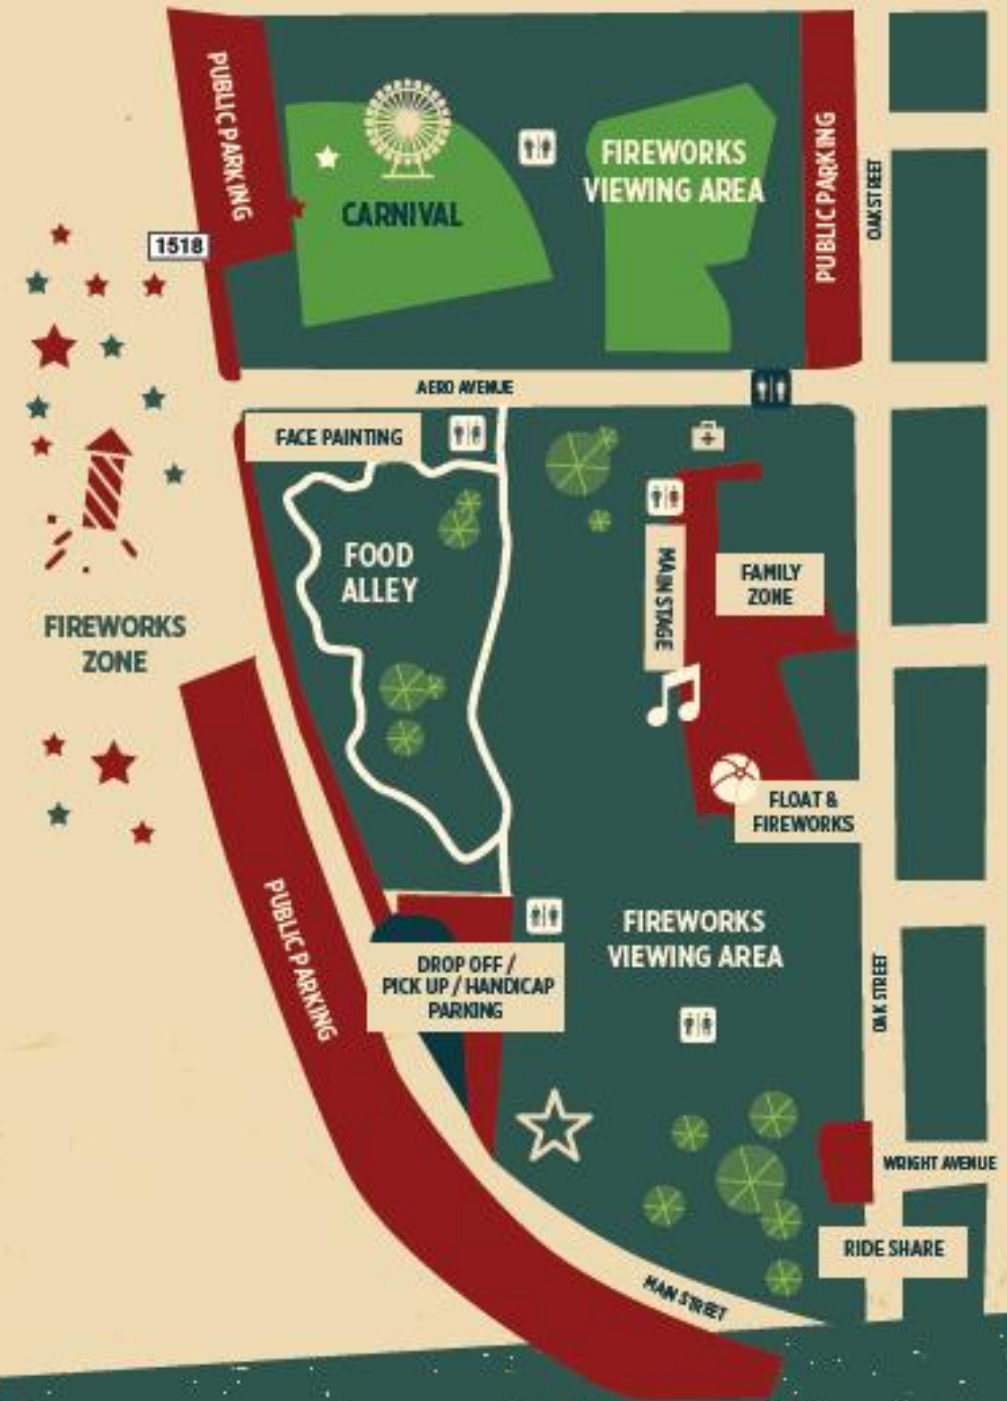 PUBLIC PARKING
CARNIVAL
FIREWORKS
VIEWING AREA
PUBLIC PARKING
OAK STREET
1518
AERO AVENUE
FACE PAINTING
FOOD
ALLEY
MAIN STAGE
FAMILY
ZONE
FIREWORKS
ZONE
FLOAT &
FIREWORKS
PUBLIC PARKING
DROP OFF /
PICK UP / HANDICAP
PARKING
FIREWORKS
VIEWING AREA
OAK STREET
WRIGHT AVENUE
RIDE SHARE
MAIN STREET